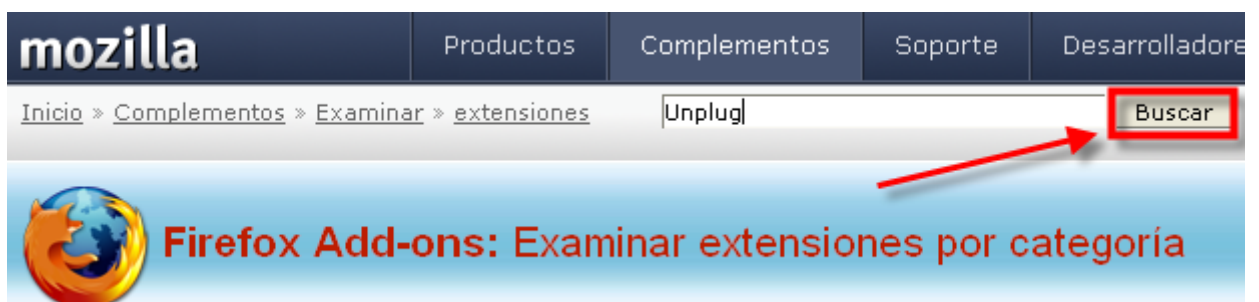 mozilla Productos Complementos Soporte Desarrolladore
Inicio » Complementos » Examinar » extensiones Unplug Buscar
Firefox Add-ons: Examinar extensiones por categoría